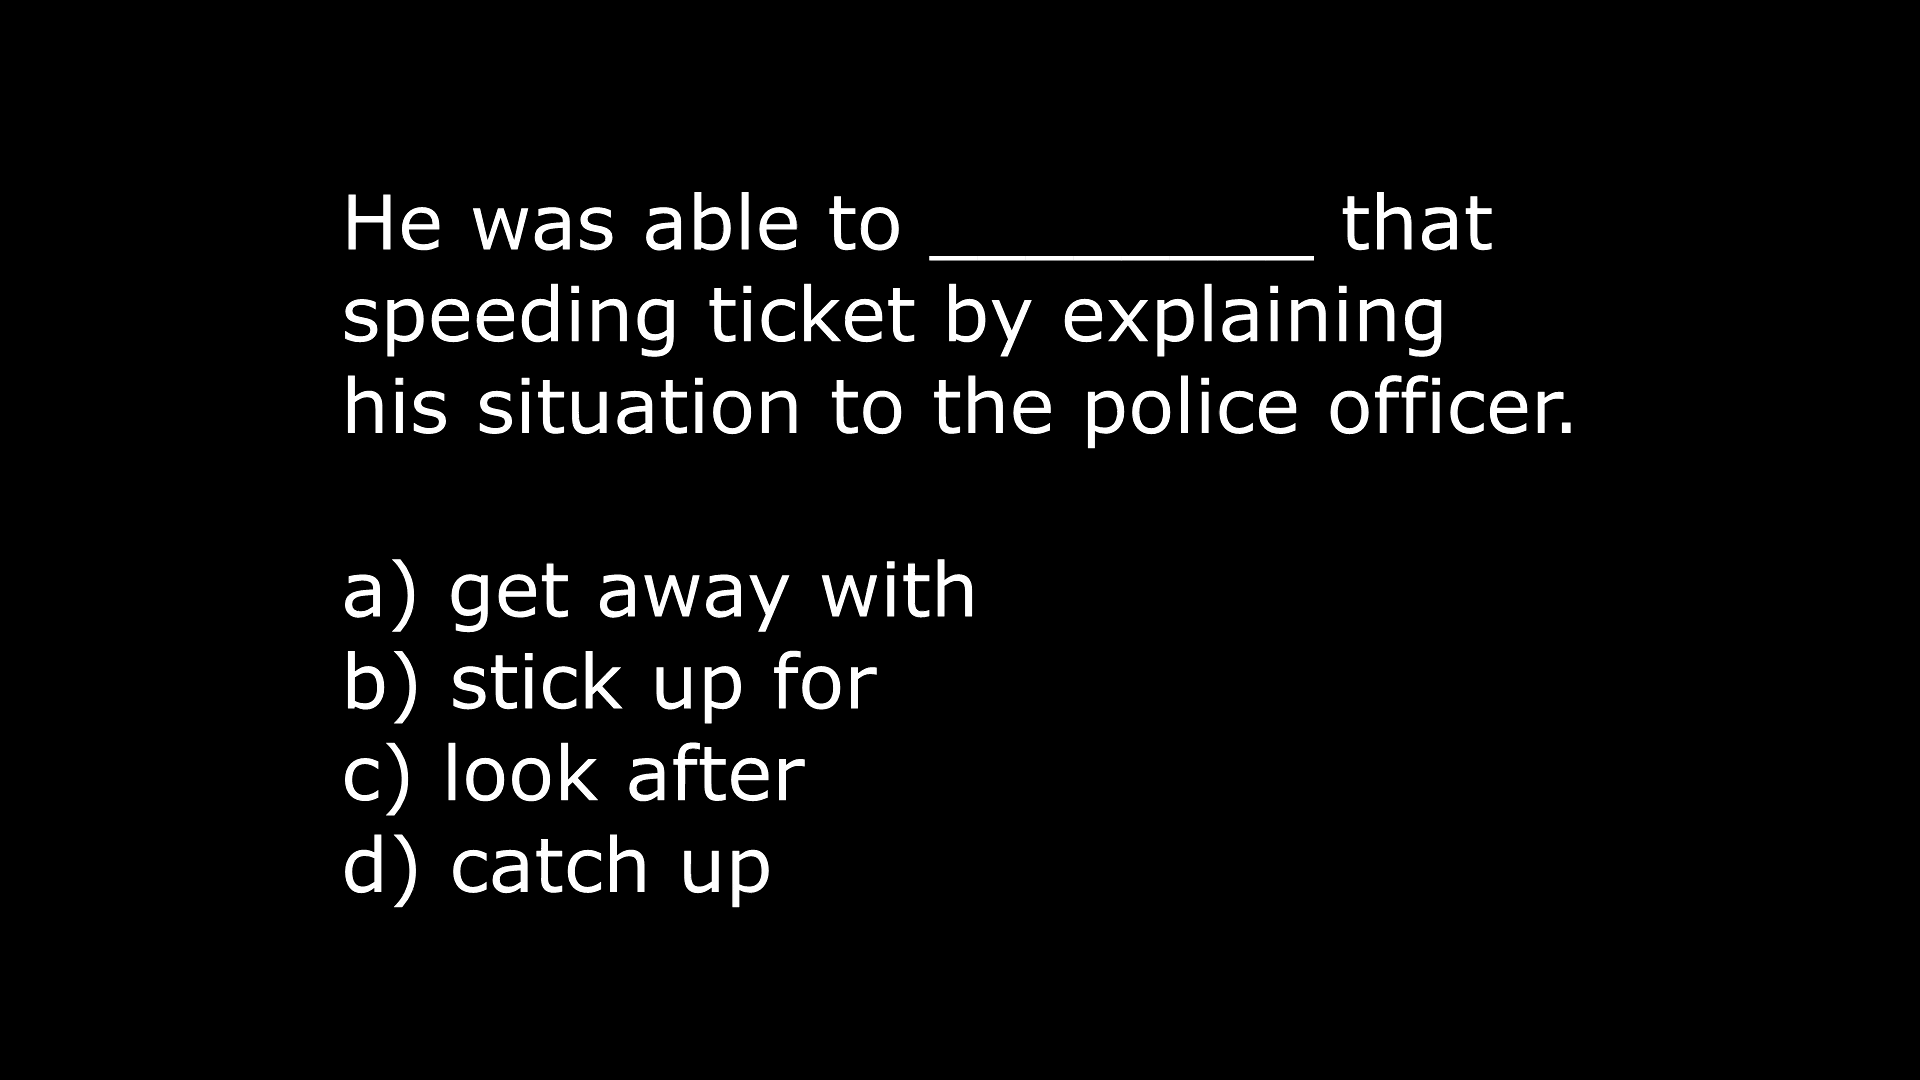 He was able to __________ that
speeding ticket by explaining
his situation to the police officer.
a) get away with
b) stick up for
c) look after
d) catch up